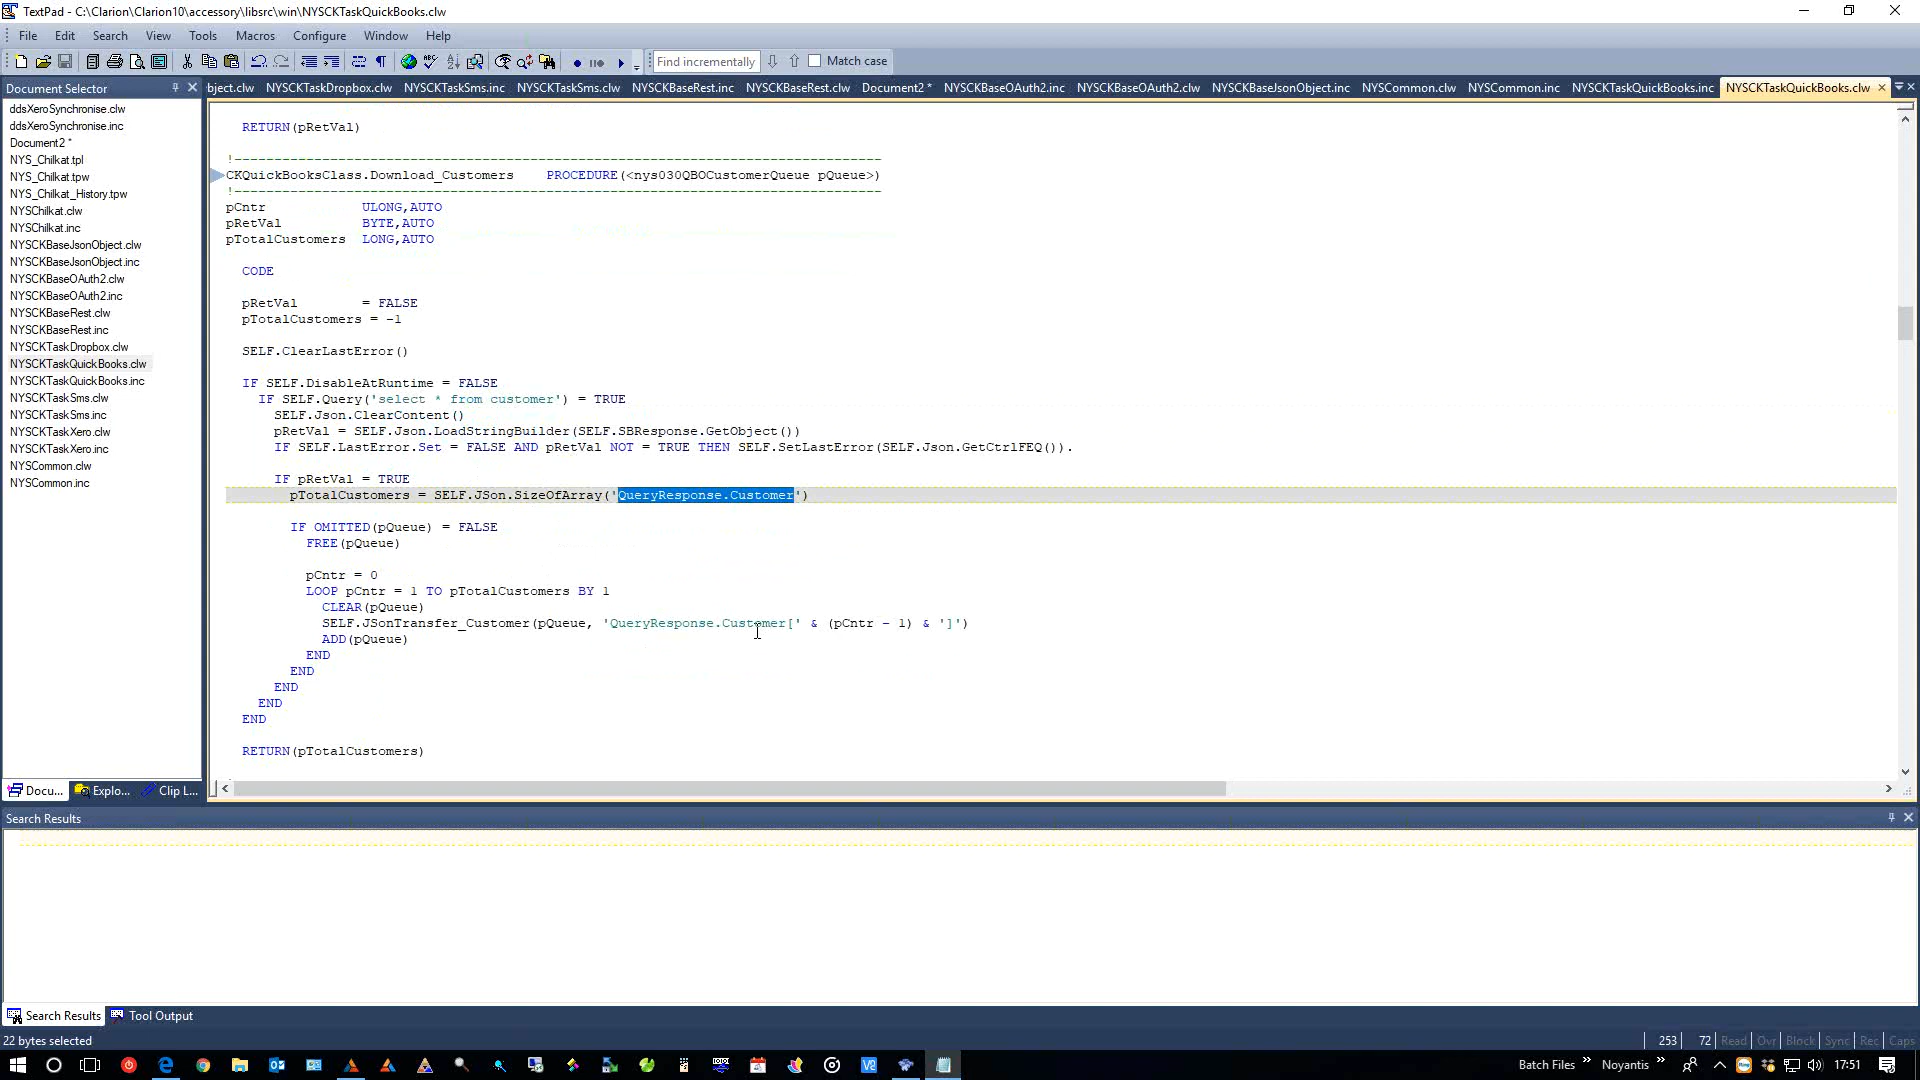 TextPad - C:\Clarion\Clarion10\accessory\libsrc\win\NYSCKTaskQuickBooks.clw
File Edit Search View Tools Macros Configure Window Help
Find incrementally Match case
Document Selector
bject.clw NYSCKTaskDropbox.clw NYSCKTaskSms.inc NYSCKTaskSms.clw NYSCKBaseRest.inc NYSCKBaseRest.clw Document2 * NYSCKBaseOAuth2.inc NYSCKBaseOAuth2.clw NYSCKBaseJsonObject.inc NYSCommon.clw NYSCommon.inc NYSCKTaskQuickBooks.inc NYSCKTaskQuickBooks.clw
ddsXeroSynchronise.clw
ddsXeroSynchronise.inc
Document2 *
NYS_Chilkat.tpl
NYS_Chilkat.tpw
NYS_Chilkat_History.tpw
NYSChilkat.clw
NYSChilkat.inc
NYSCKBaseJsonObject.clw
NYSCKBaseJsonObject.inc
NYSCKBaseOAuth2.clw
NYSCKBaseOAuth2.inc
NYSCKBaseRest.clw
NYSCKBaseRest.inc
NYSCKTaskDropbox.clw
NYSCKTaskQuickBooks.clw
NYSCKTaskQuickBooks.inc
NYSCKTaskSms.clw
NYSCKTaskSms.inc
NYSCKTaskXero.clw
NYSCKTaskXero.inc
NYSCommon.clw
NYSCommon.inc
Docu... Explo... Clip L...
RETURN(pRetVal)
!---------------------------------------------------------------------------------
CKQuickBooksClass.Download_Customers PROCEDURE(<nys030QBOCustomerQueue pQueue>)
!---------------------------------------------------------------------------------
pCntr ULONG,AUTO
pRetVal BYTE,AUTO
pTotalCustomers LONG,AUTO
CODE
pRetVal = FALSE
pTotalCustomers = -1
SELF.ClearLastError()
IF SELF.DisableAtRuntime = FALSE
IF SELF.Query('select * from customer') = TRUE
SELF.Json.ClearContent()
pRetVal = SELF.Json.LoadStringBuilder(SELF.SBResponse.GetObject())
IF SELF.LastError.Set = FALSE AND pRetVal NOT = TRUE THEN SELF.SetLastError(SELF.Json.GetCtrlFEQ()).
IF pRetVal = TRUE
pTotalCustomers = SELF.JSon.SizeOfArray('QueryResponse.Customer')
IF OMITTED(pQueue) = FALSE
FREE(pQueue)
pCntr = 0
LOOP pCntr = 1 TO pTotalCustomers BY 1
CLEAR(pQueue)
SELF.JSonTransfer_Customer(pQueue, 'QueryResponse.Customer[' & (pCntr - 1) & ']')
ADD(pQueue)
END
END
END
END
END
RETURN(pTotalCustomers)
Search Results
Search Results Tool Output
22 bytes selected 253 72 Read Ovr Block Sync Rec Caps
Batch Files » Noyantis » 17:51